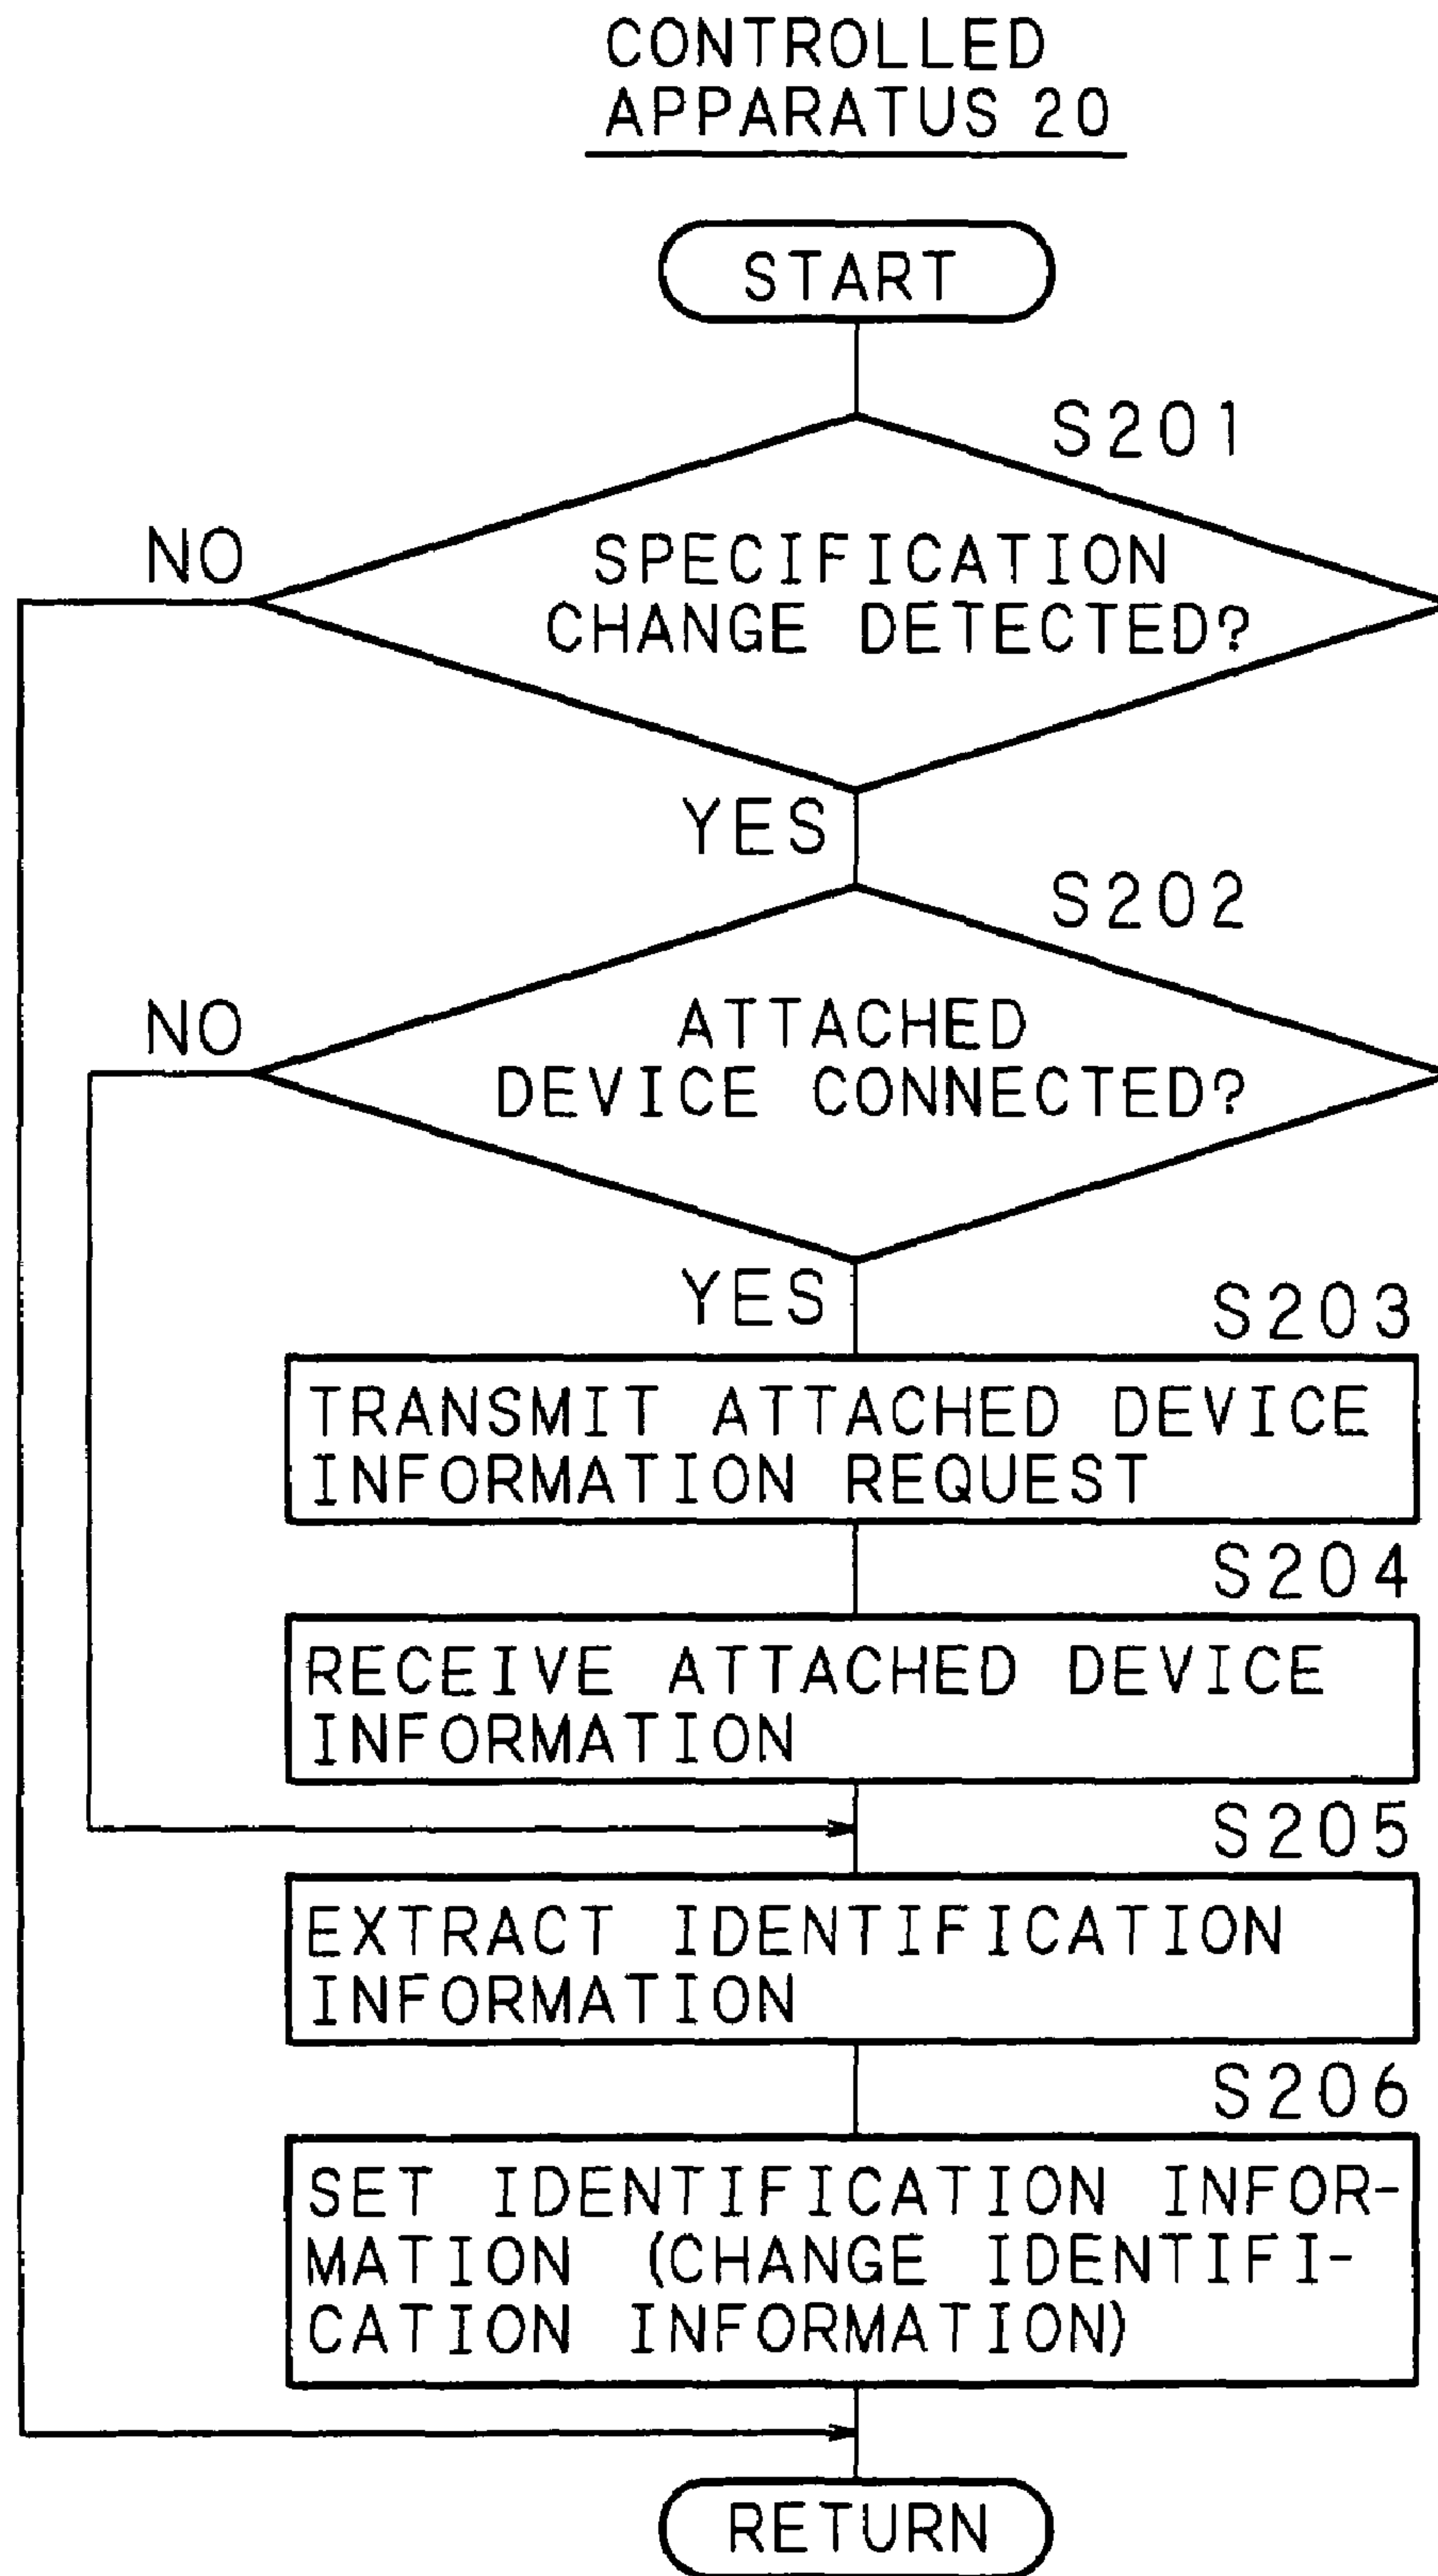 CONTROLLED
APPARATUS 20
START
S201
NO
SPECIFICATION
CHANGE DETECTED?
YES
S202
NO
ATTACHED
DEVICE CONNECTED?
YES
S203
TRANSMIT ATTACHED DEVICE
INFORMATION REQUEST
S204
RECEIVE ATTACHED DEVICE
INFORMATION
S205
EXTRACT IDENTIFICATION
INFORMATION
S206
SET IDENTIFICATION INFOR-
MATION (CHANGE IDENTIFI-
CATION INFORMATION)
RETURN